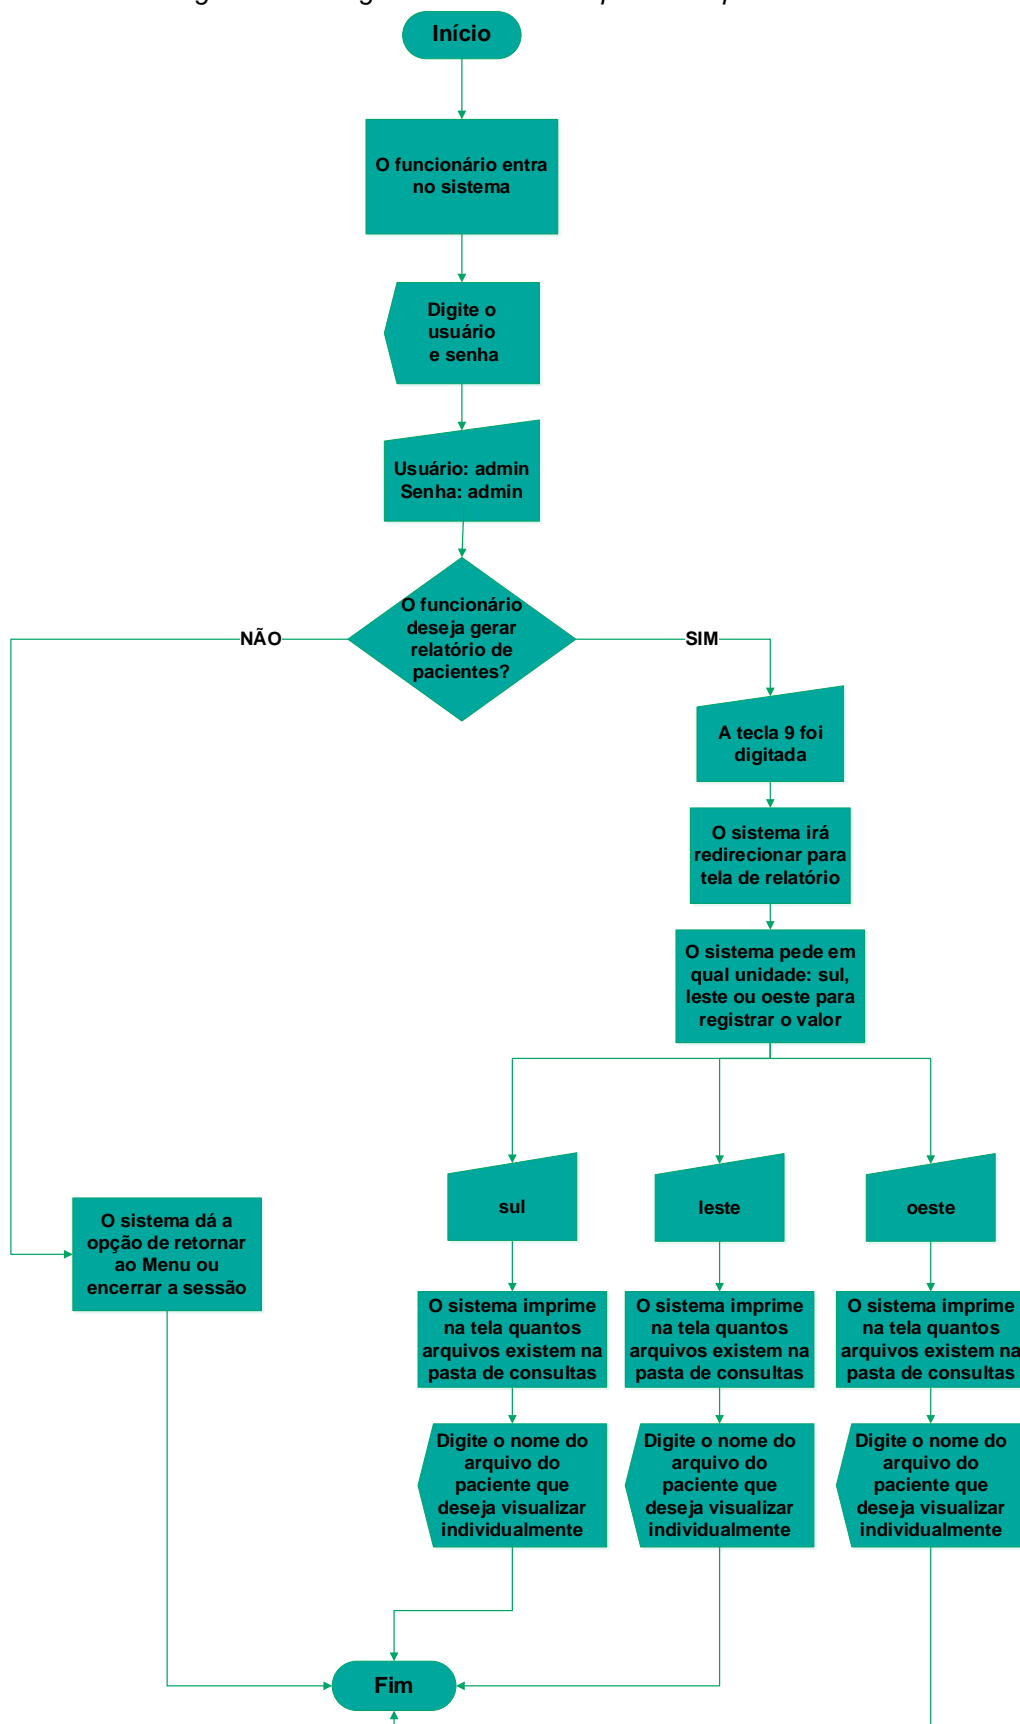 Início
O funcionário entra
no sistema
Digite o
usuário
e senha
Usuário: admin
Senha: admin
O funcionário
deseja gerar
relatório de
pacientes?
NÃO
SIM
A tecla 9 foi
digitada
O sistema irá
redirecionar para
tela de relatório
O sistema pede em
qual unidade: sul,
leste ou oeste para
registrar o valor
sul
leste
oeste
O sistema dá a
opção de retornar
ao Menu ou
encerrar a sessão
O sistema imprime
na tela quantos
arquivos existem na
pasta de consultas
O sistema imprime
na tela quantos
arquivos existem na
pasta de consultas
O sistema imprime
na tela quantos
arquivos existem na
pasta de consultas
Digite o nome do
arquivo do
paciente que
deseja visualizar
individualmente
Digite o nome do
arquivo do
paciente que
deseja visualizar
individualmente
Digite o nome do
arquivo do
paciente que
deseja visualizar
individualmente
Fim